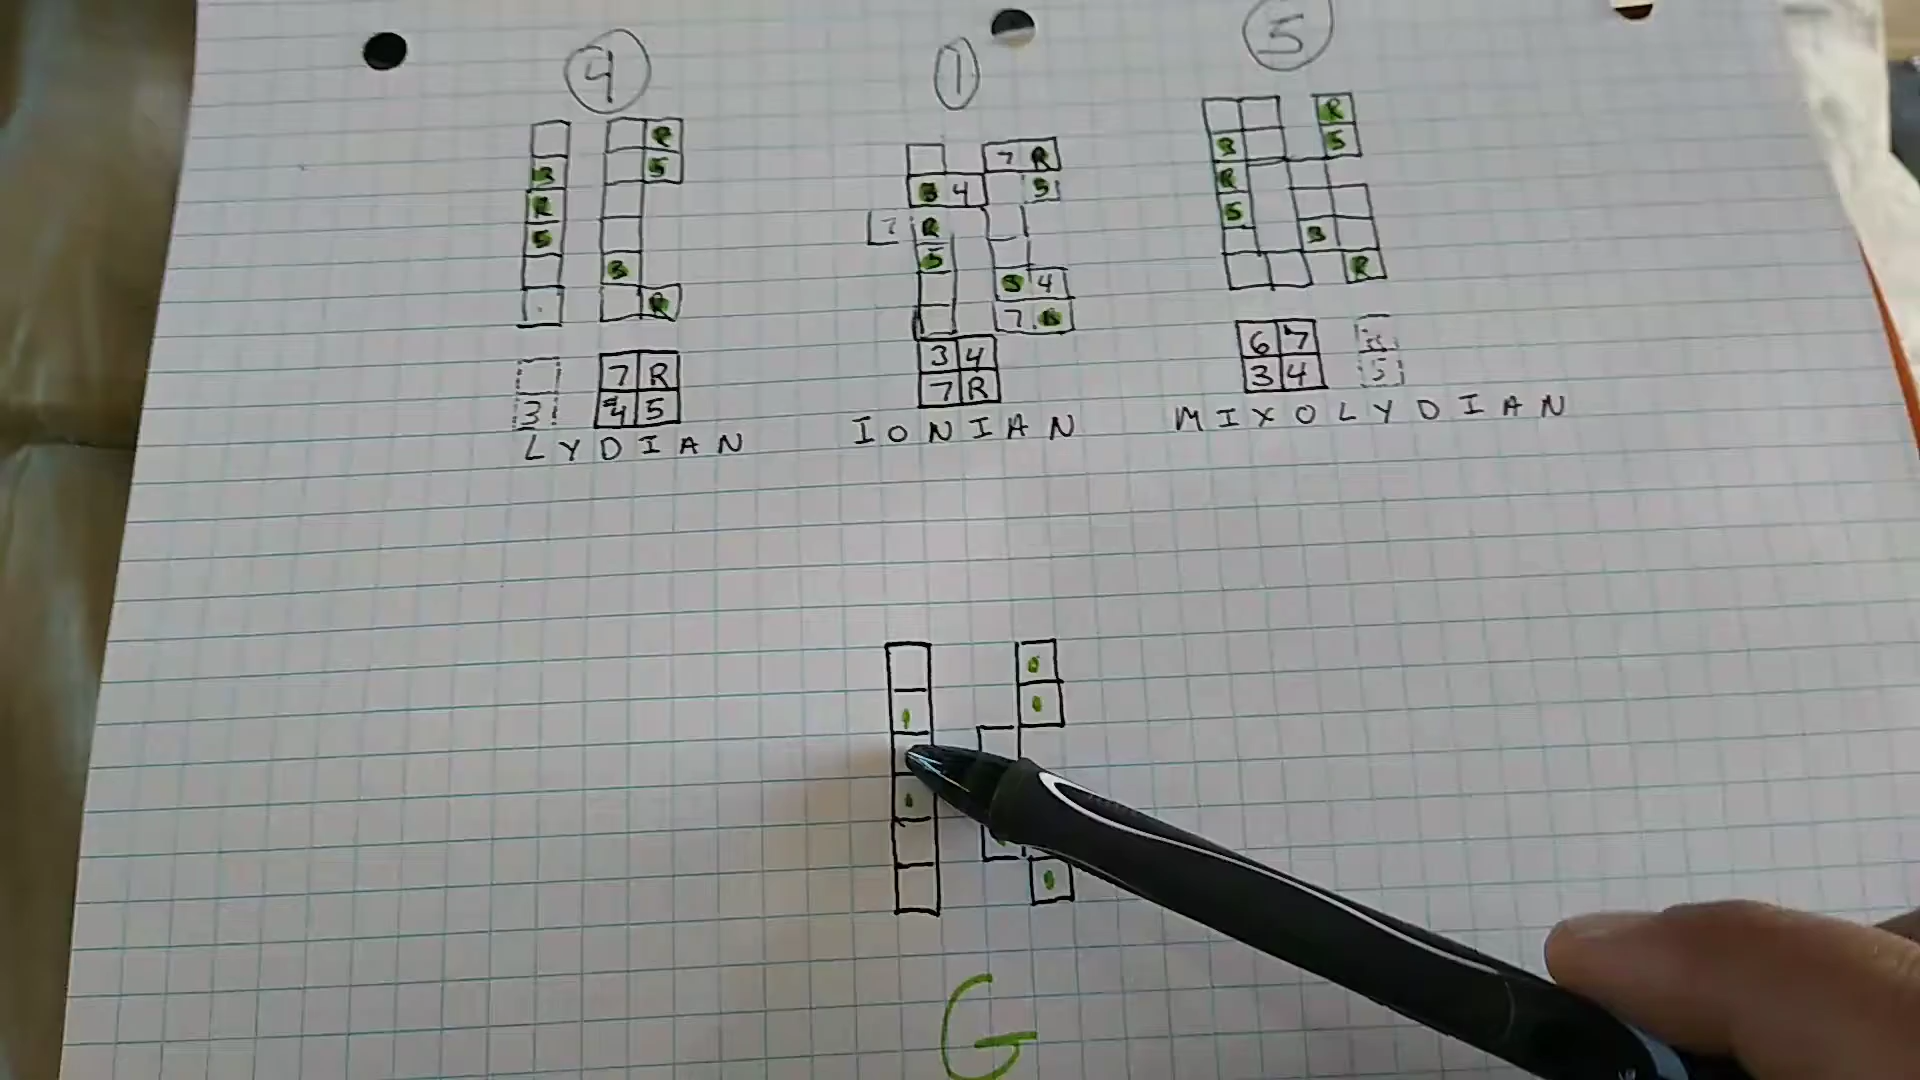 4 1 5
R 7 R R
3 5 3 4 5 3 5
R 7 R R
5 5 5
3 3 4 3
R 7 R
7 R 3 4 6 7
3 #4 5 7 R 3 4 5
LYDIAN IONIAN MIXOLYDIAN
G